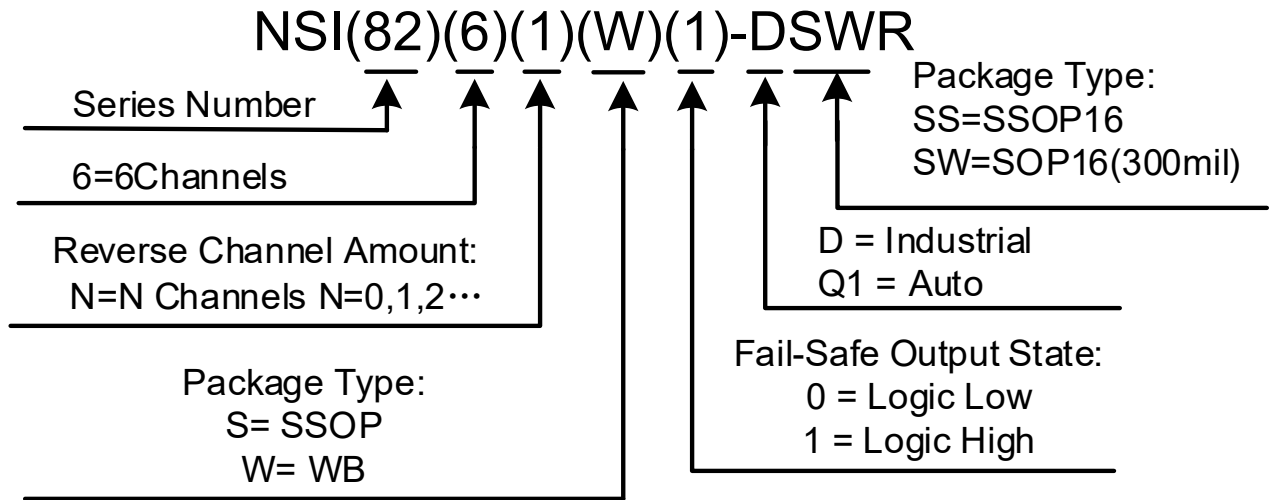 NSI(82)(6)(1)(W)(1)-DSWR
Series Number
6=6Channels
Reverse Channel Amount:
N=N Channels N=0,1,2⋯
Package Type:
S= SSOP
W= WB
Package Type:
SS=SSOP16
SW=SOP16(300mil)
D = Industrial
Q1 = Auto
Fail-Safe Output State:
0 = Logic Low
1 = Logic High